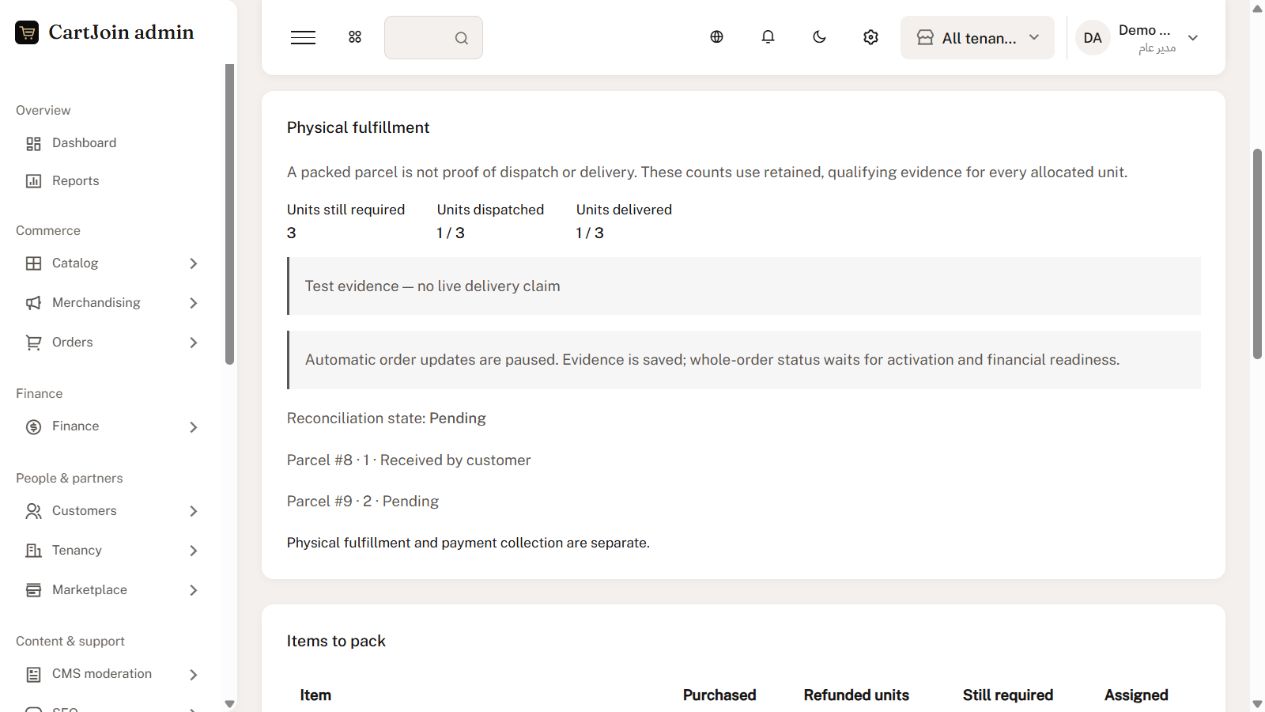 CartJoin admin
All tenan...
DA
Demo ...
مدير عام
Overview
Dashboard
Reports
Commerce
Catalog
Merchandising
Orders
Finance
Finance
People & partners
Customers
Tenancy
Marketplace
Content & support
CMS moderation
SEO
Physical fulfillment
A packed parcel is not proof of dispatch or delivery. These counts use retained, qualifying evidence for every allocated unit.
Units still required Units dispatched Units delivered
3 1 / 3 1 / 3
Test evidence — no live delivery claim
Automatic order updates are paused. Evidence is saved; whole-order status waits for activation and financial readiness.
Reconciliation state: Pending
Parcel #8 · 1 · Received by customer
Parcel #9 · 2 · Pending
Physical fulfillment and payment collection are separate.
Items to pack
Item Purchased Refunded units Still required Assigned